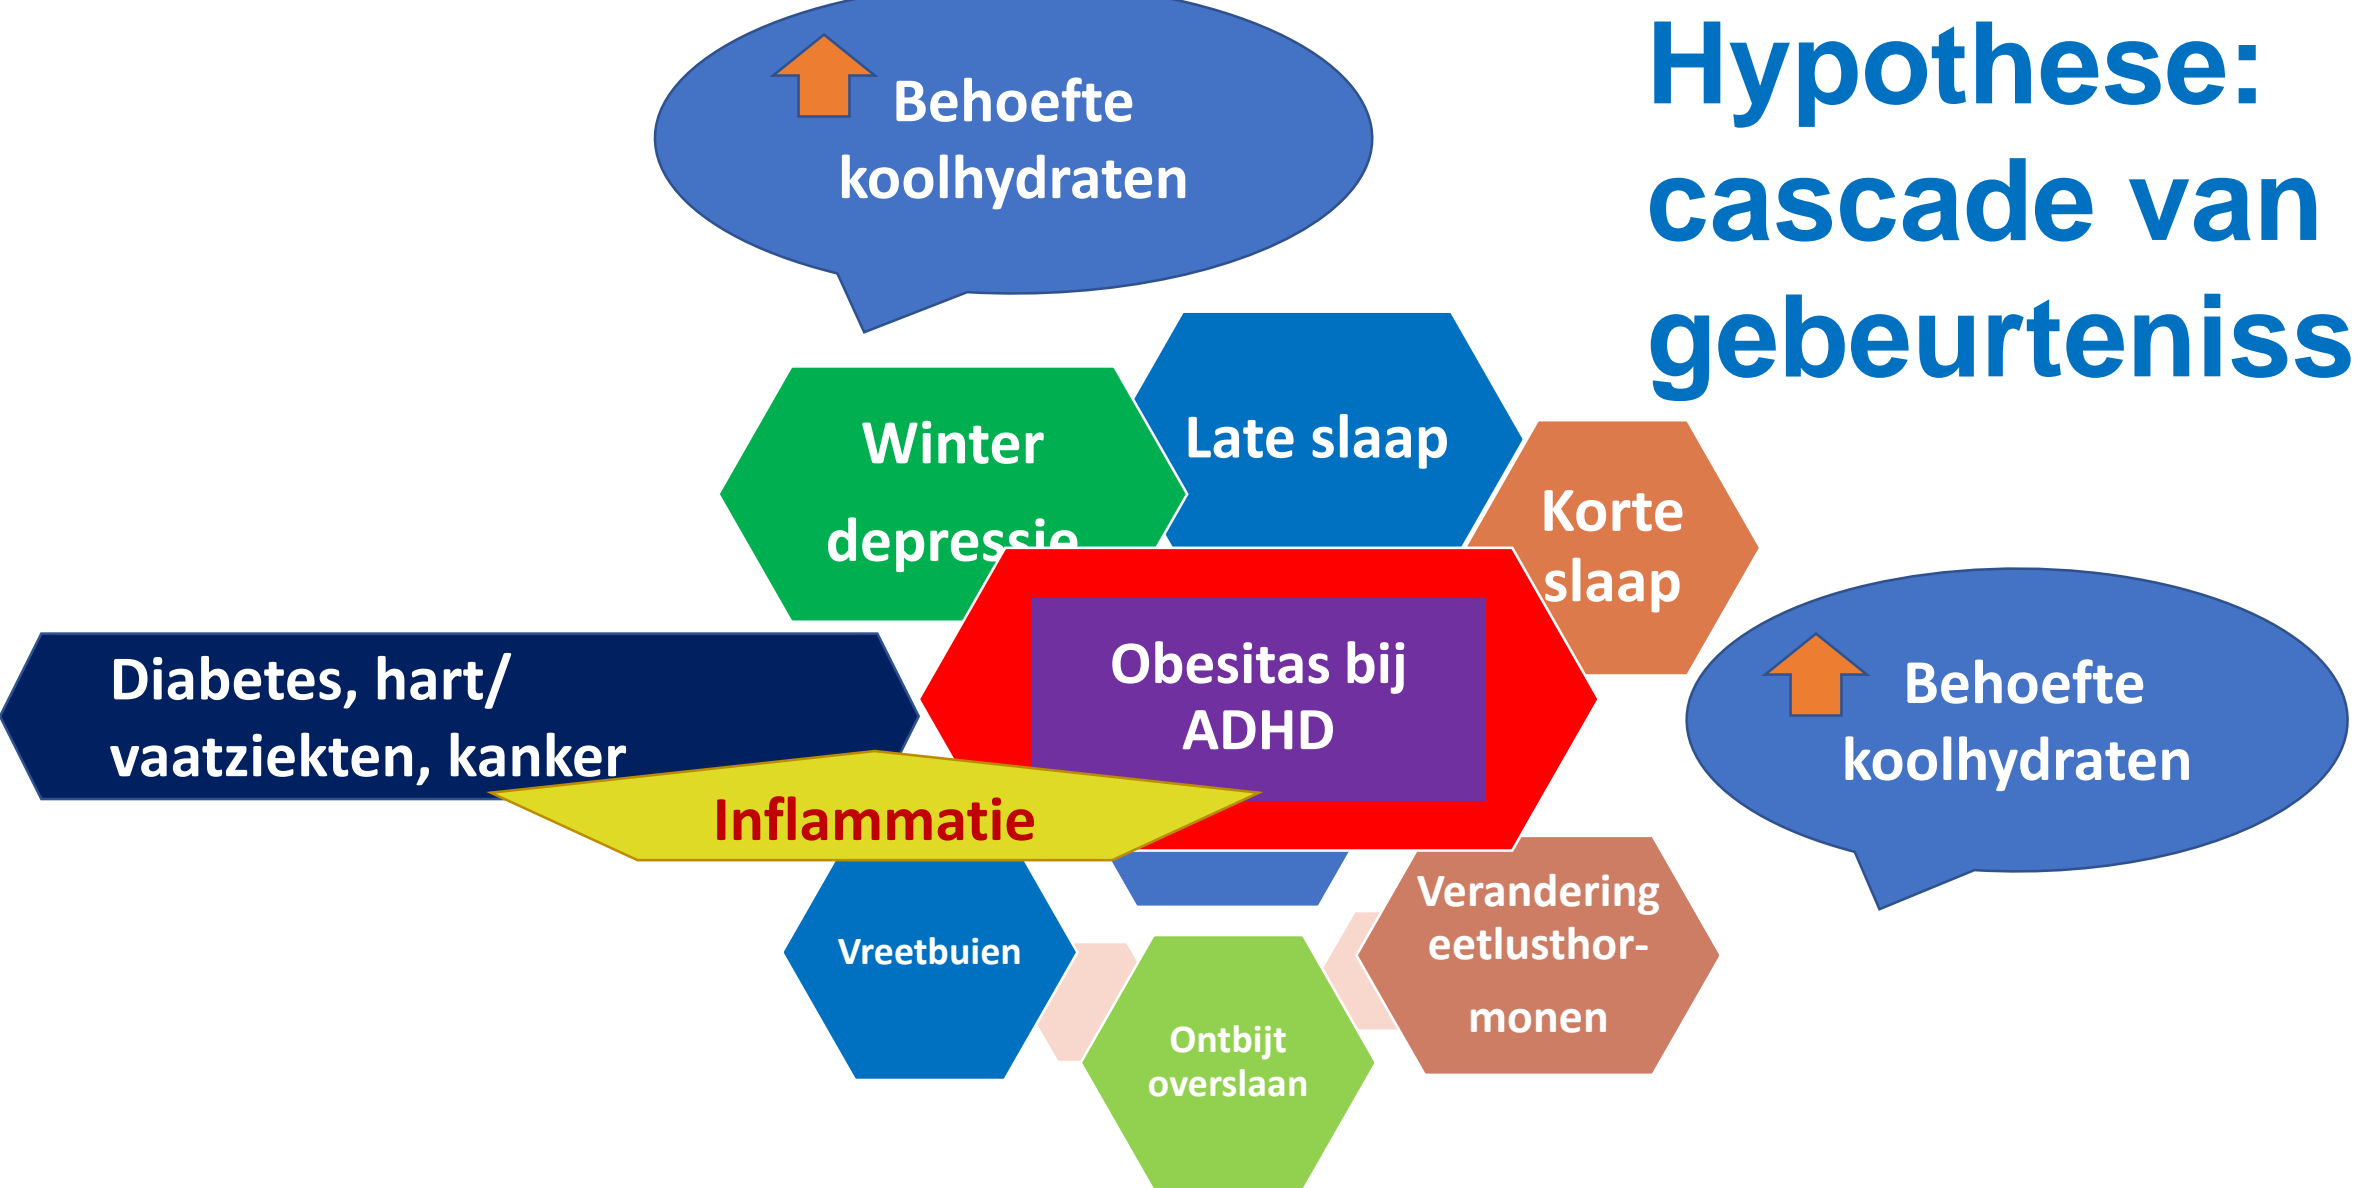 Hypothese:
cascade van
gebeurteniss
Behoefte
koolhydraten
Winter
depressie
Late slaap
Korte
slaap
Behoefte
koolhydraten
Obesitas bij
ADHD
Diabetes, hart/
vaatziekten, kanker
Inflammatie
Verandering
eetlusthor-
monen
Ontbijt
overslaan
Vreetbuien